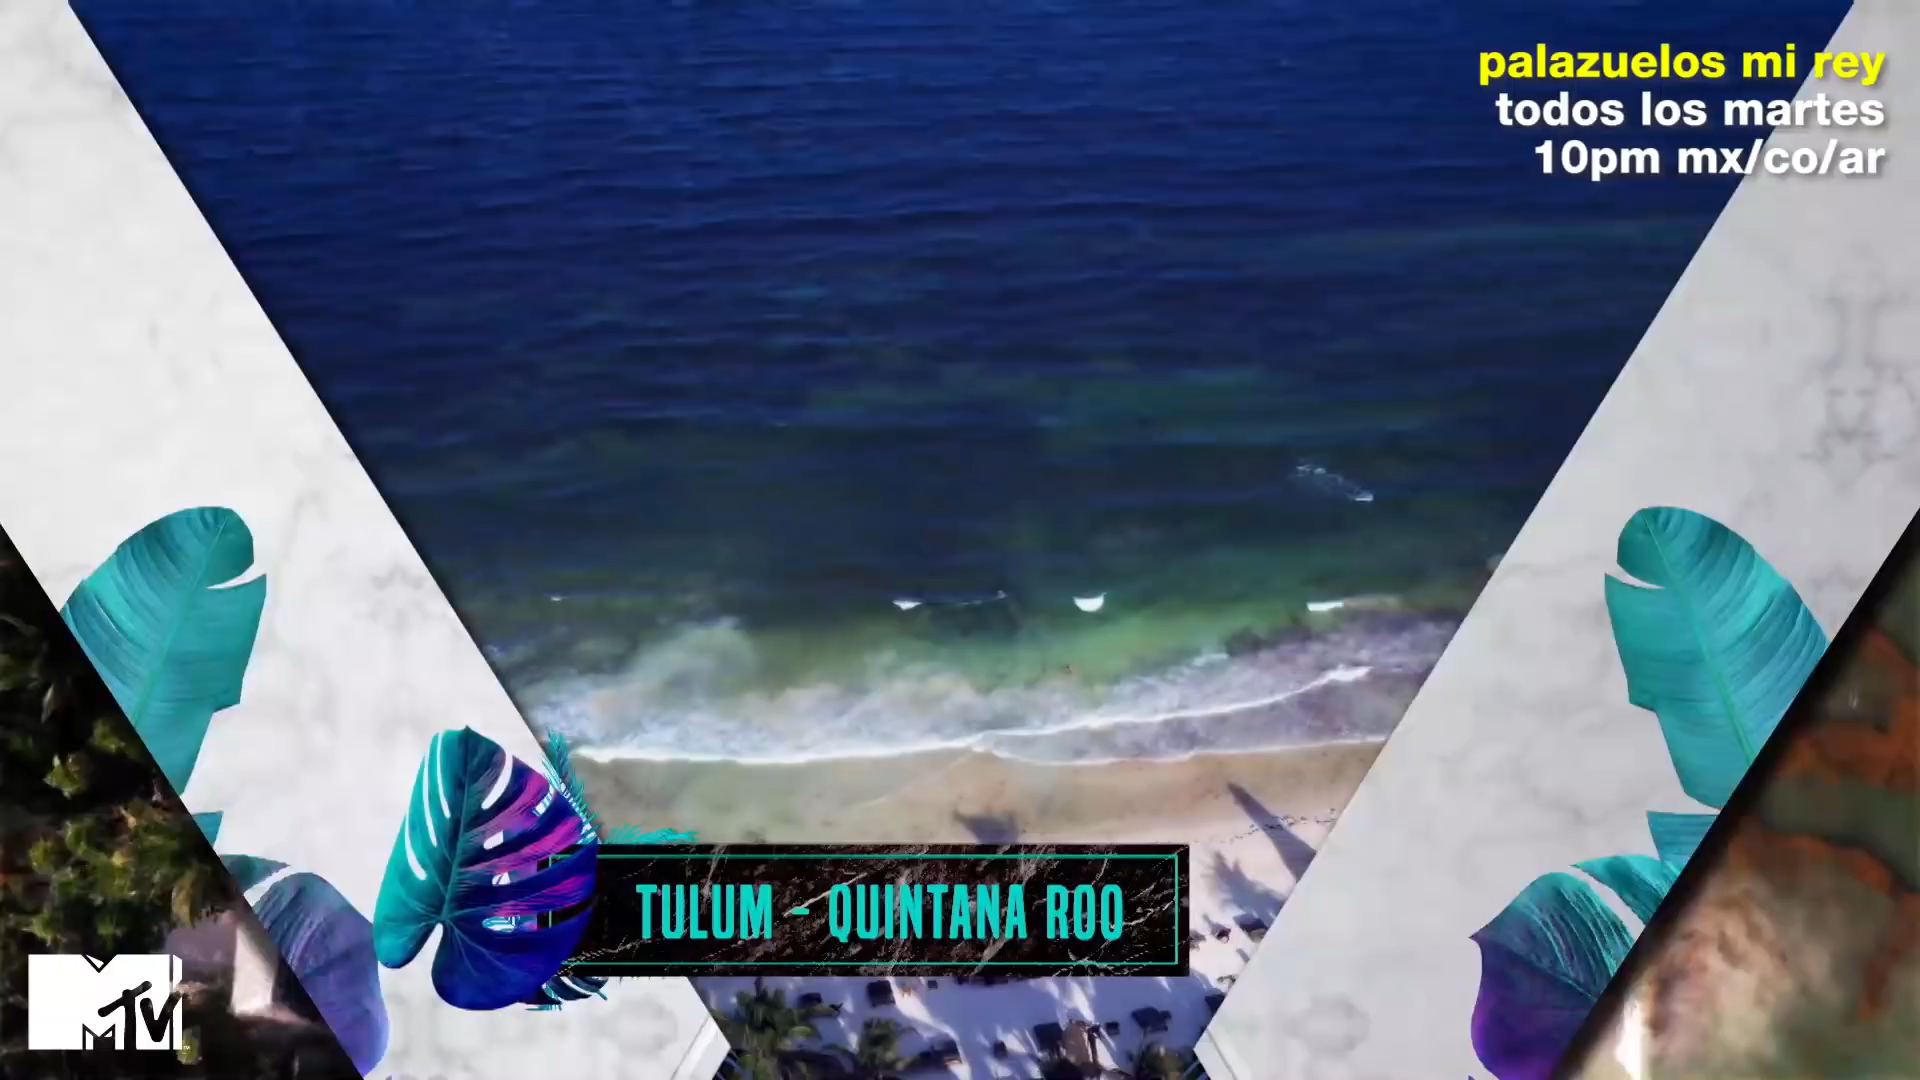 palazuelos mi rey
todos los martes
10pm mx/co/ar
TULUM - QUINTANA ROO
MTV